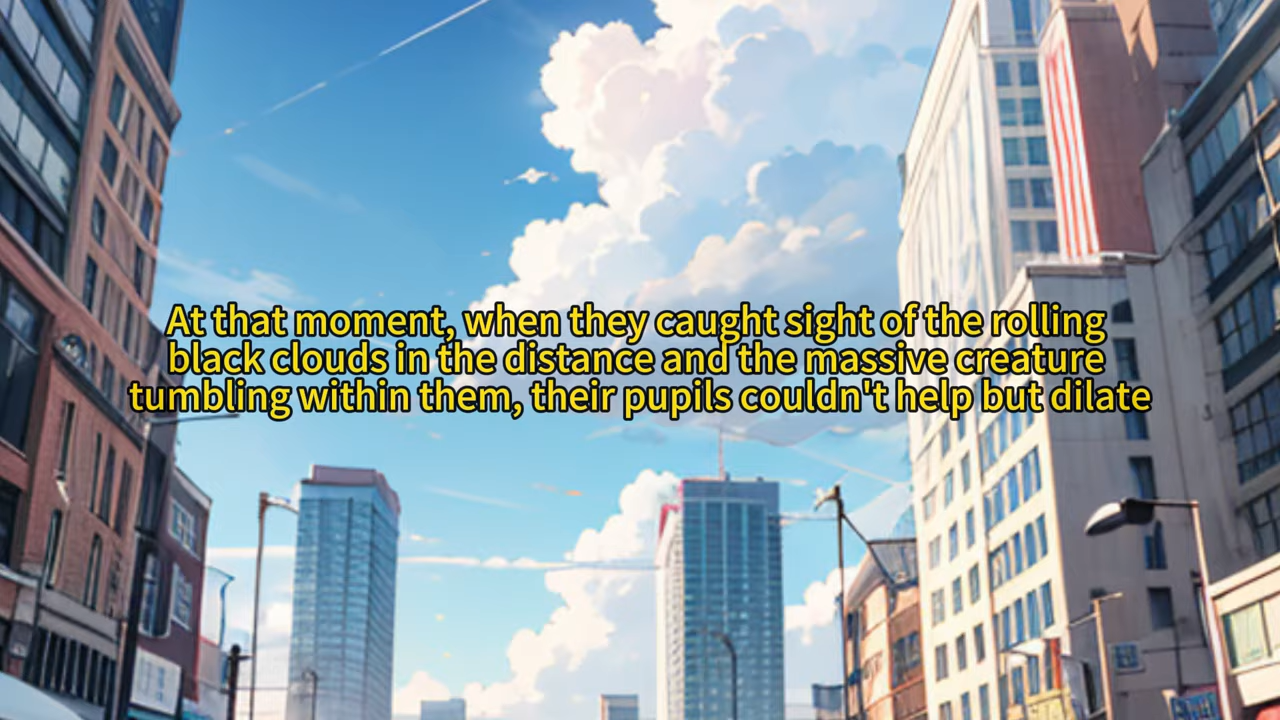 At that moment, when they caught sight of the rolling
black clouds in the distance and the massive creature
tumbling within them, their pupils couldn't help but dilate